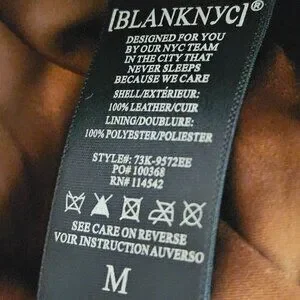 [BLANKNYC]®
DESIGNED FOR YOU
BY OUR NYC TEAM
IN THE CITY THAT
NEVER SLEEPS
BECAUSE WE CARE
SHELL/EXTÉRIEUR:
100% LEATHER/CUIR
LINING/DOUBLURE:
100% POLYESTER/POLIESTER
STYLE#: 73K-9572EE
PO# 100368
RN# 114542
SEE CARE ON REVERSE
VOIR INSTRUCTION AUVERSO
M